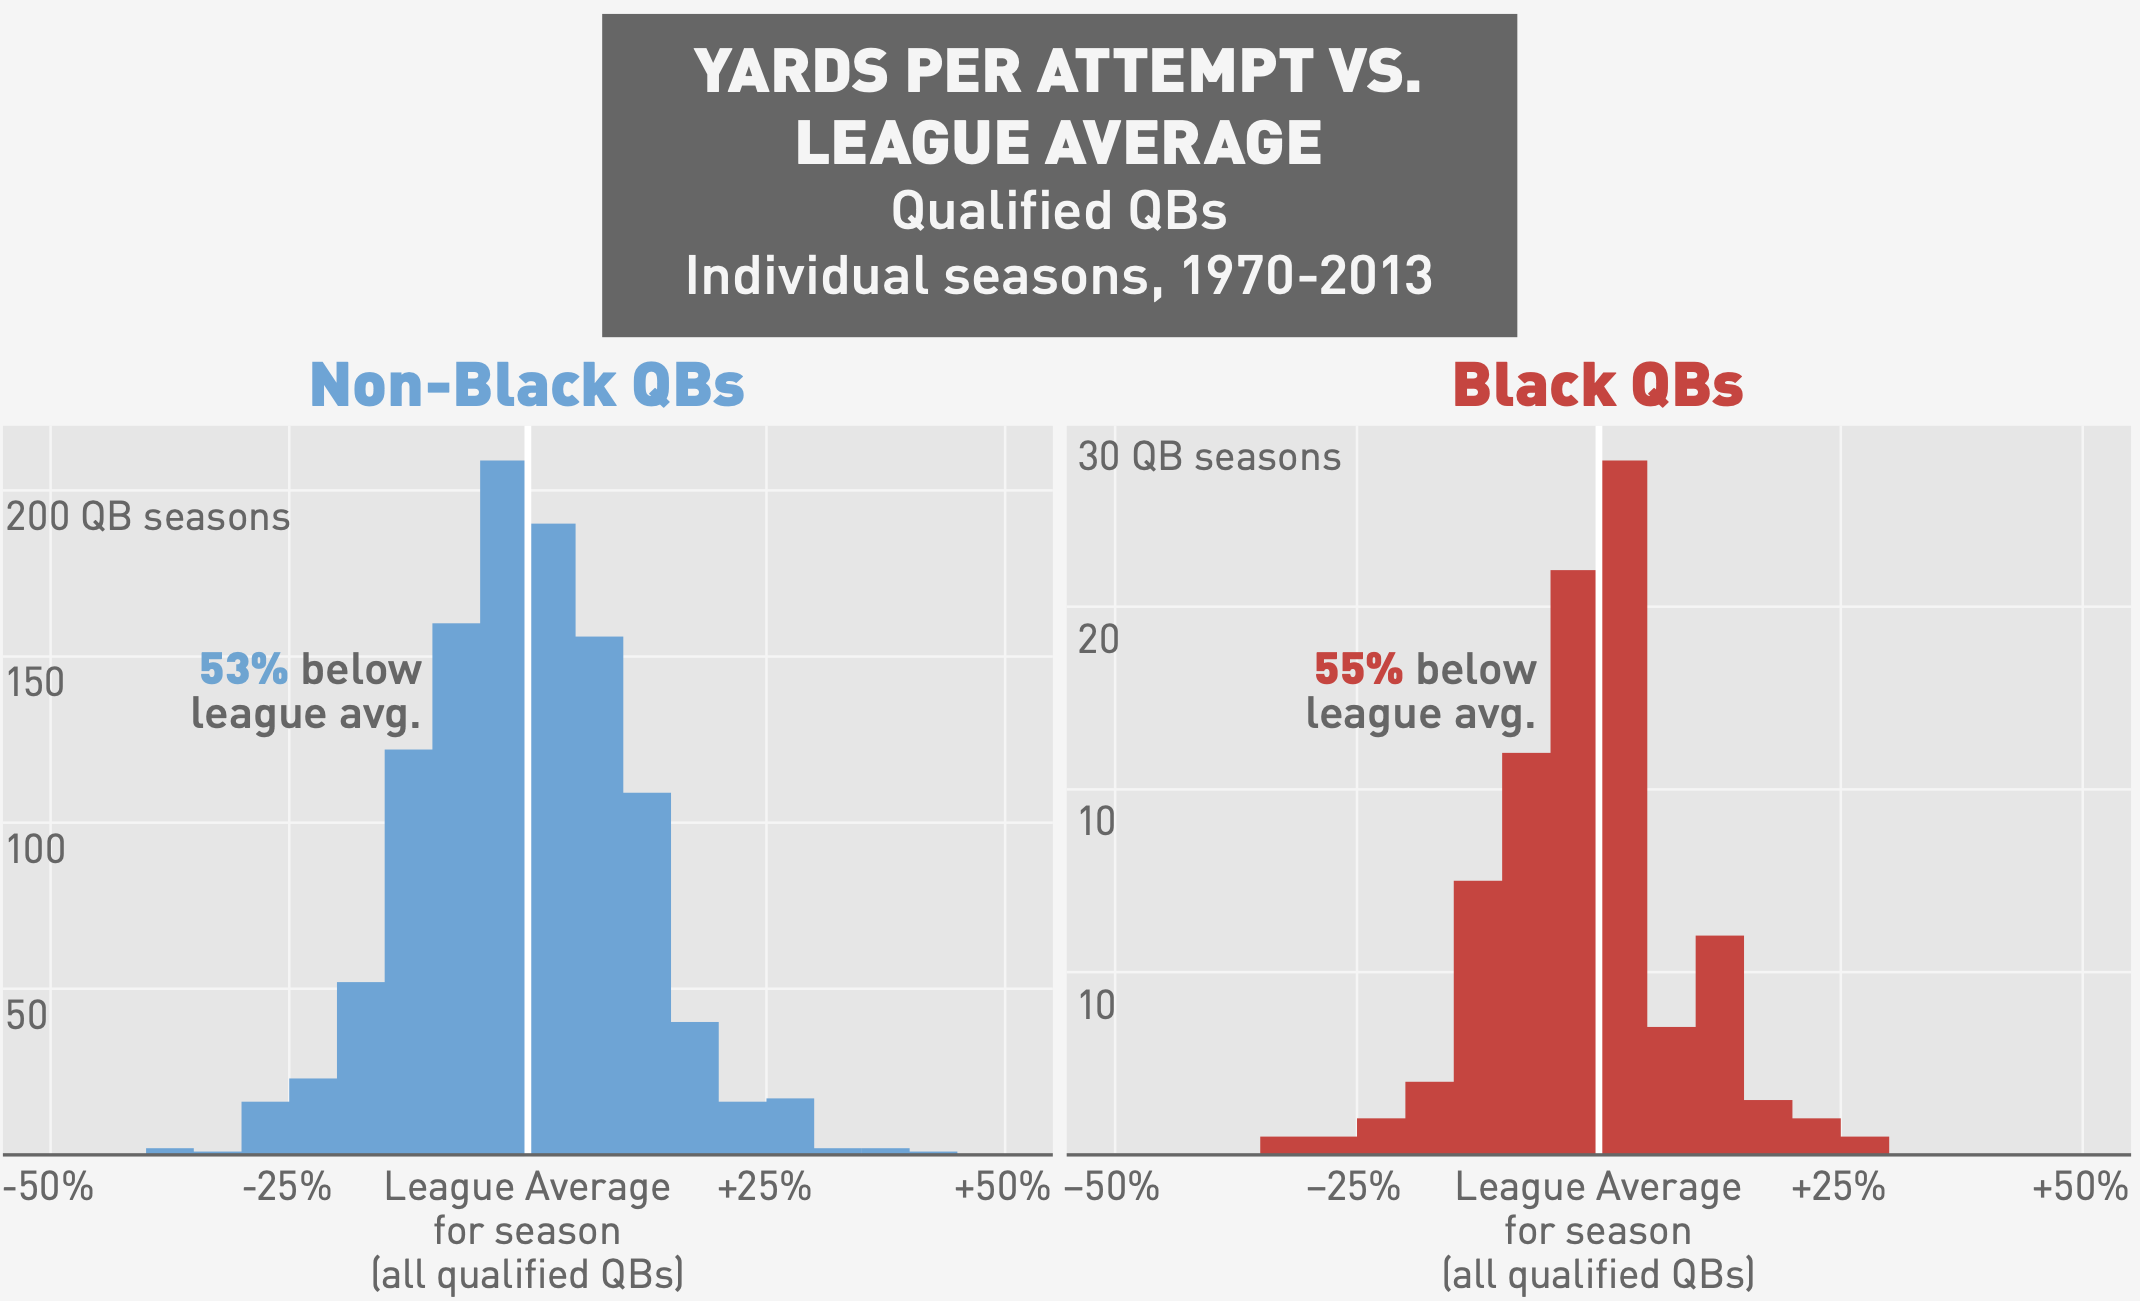 YARDS PER ATTEMPT VS.
LEAGUE AVERAGE
Qualified QBs
Individual seasons, 1970-2013
Non-Black QBs
200 QB seasons
150
100
50
53% below
league avg.
-50%
-25%
League Average
for season
(all qualified QBs)
+25%
+50%
Black QBs
30 QB seasons
20
10
10
55% below
league avg.
–50%
–25%
League Average
for season
(all qualified QBs)
+25%
+50%